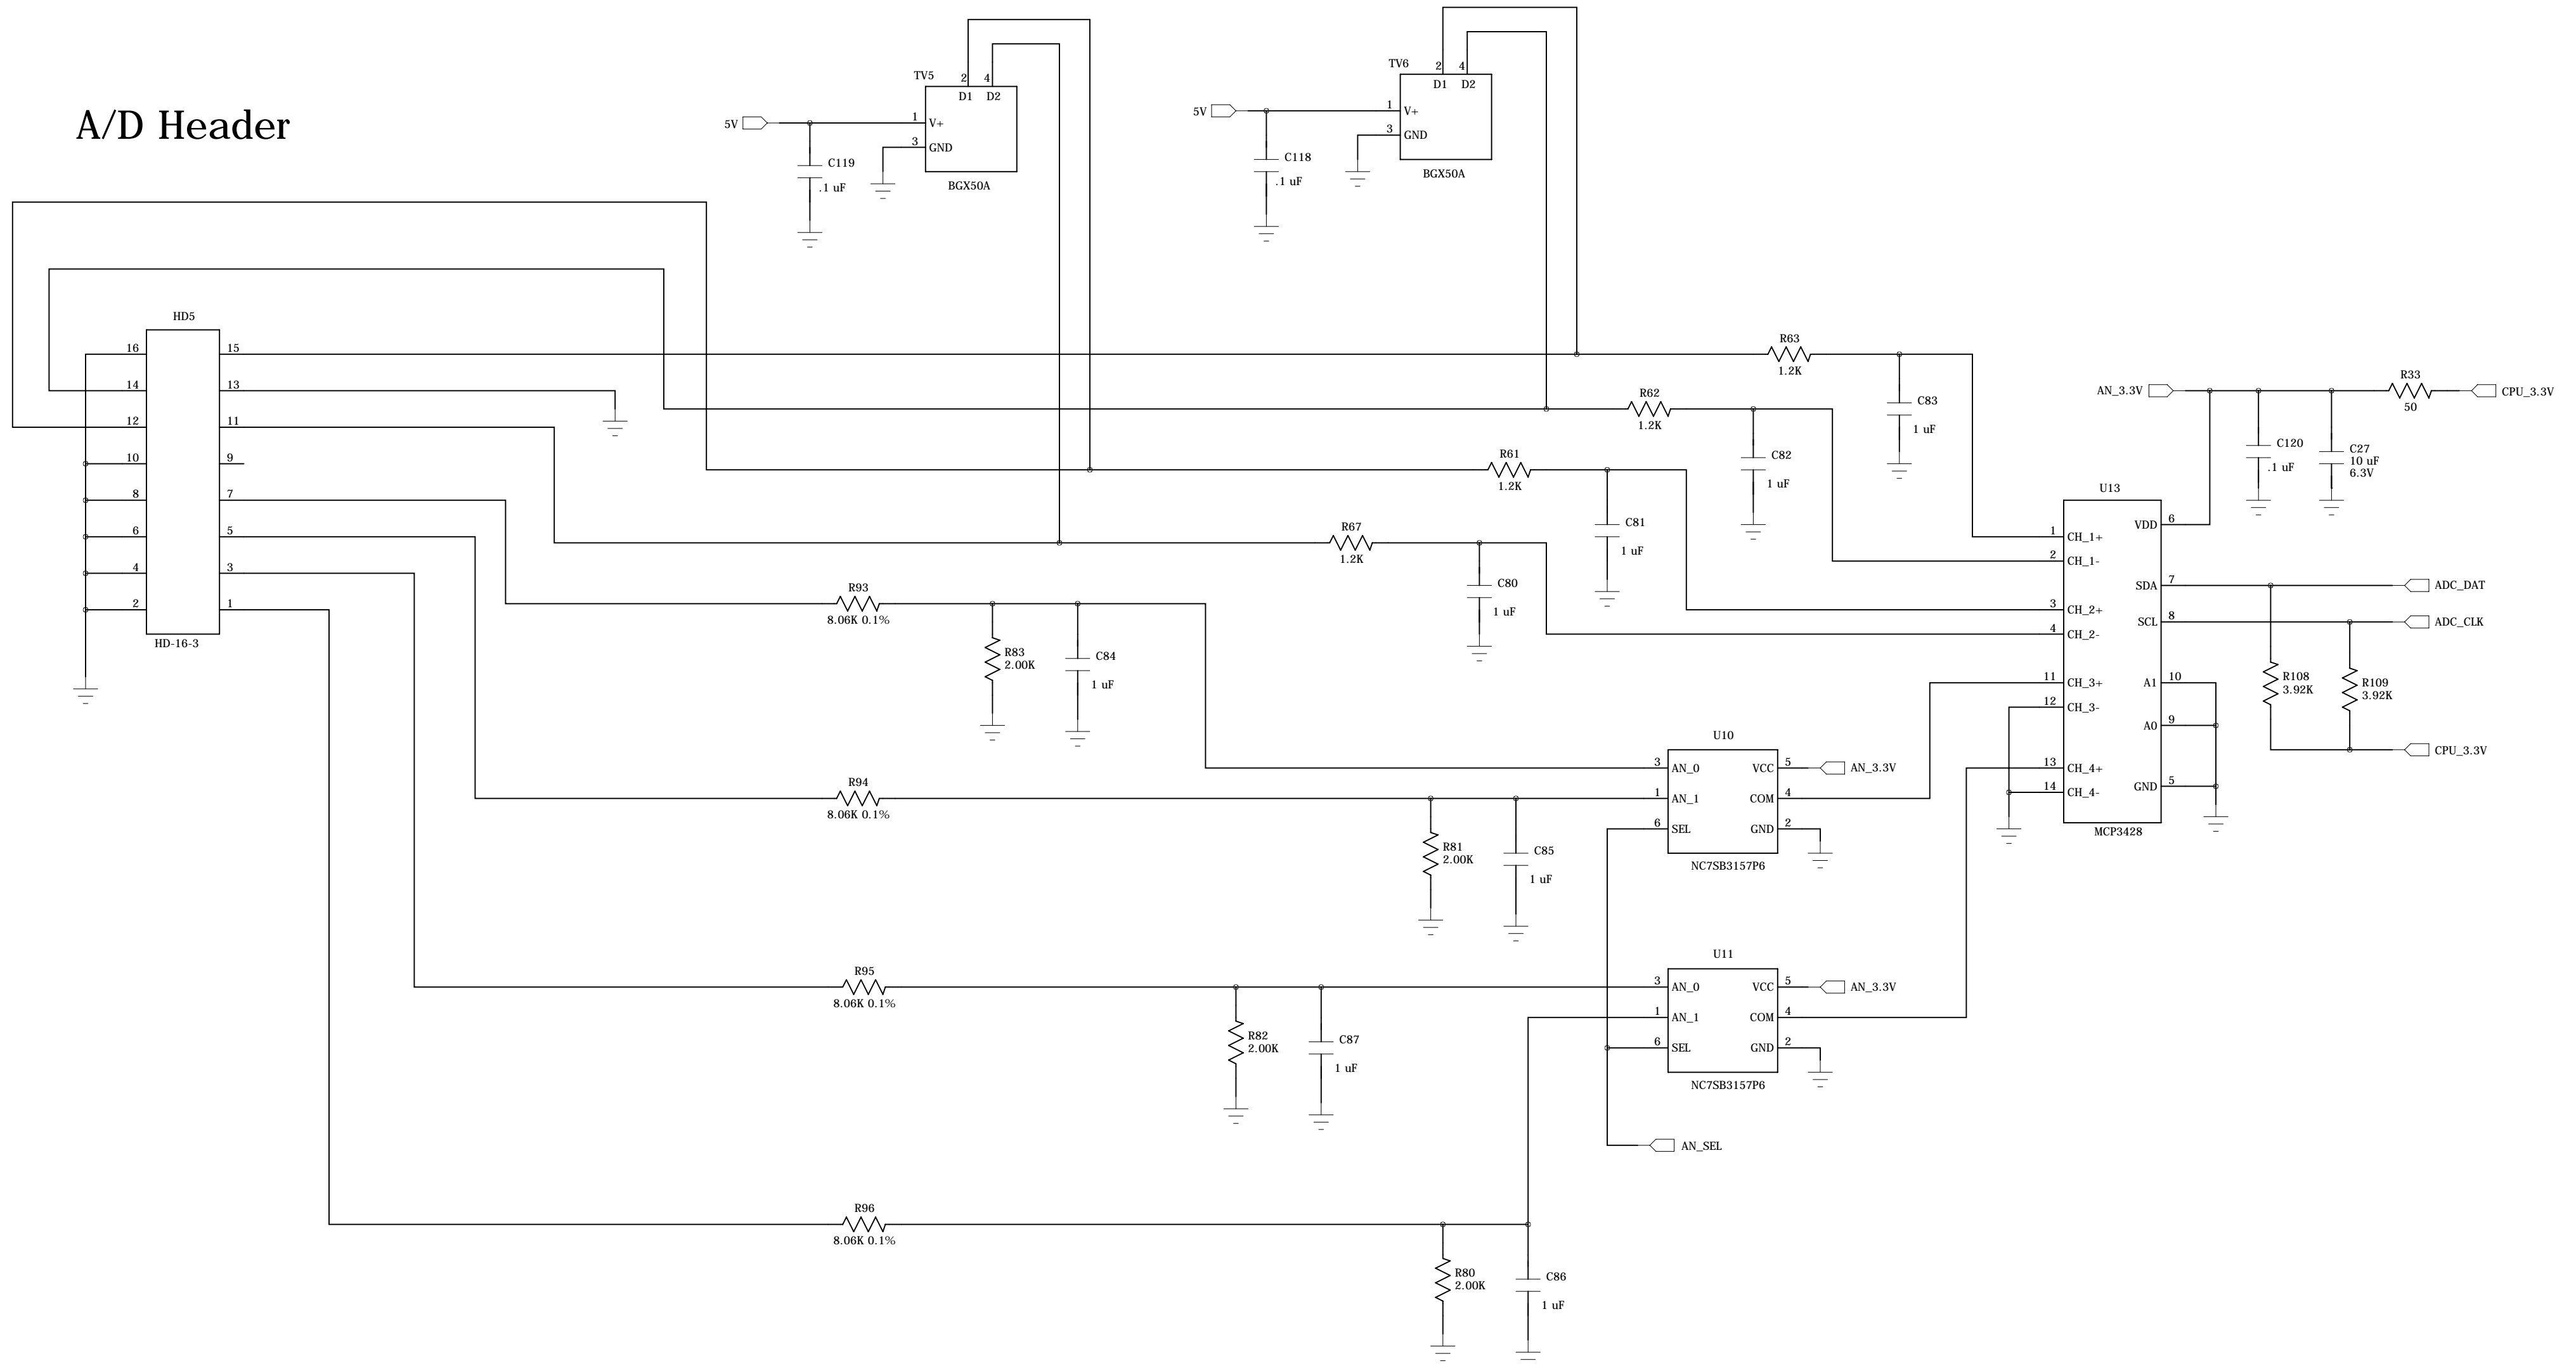 A/D Header
TV5
2 4
D1 D2
5V
1 V+
3 GND
C119
.1 uF
BGX50A
TV6
2 4
D1 D2
5V
1 V+
3 GND
C118
.1 uF
BGX50A
HD5
16 15
14 13
12 11
10 9
8 7
6 5
4 3
2 1
HD-16-3
R63
1.2K
C83
1 uF
R62
1.2K
C82
1 uF
R61
1.2K
C81
1 uF
R67
1.2K
C80
1 uF
R93
8.06K 0.1%
R83
2.00K
C84
1 uF
R94
8.06K 0.1%
R81
2.00K
C85
1 uF
R95
8.06K 0.1%
R82
2.00K
C87
1 uF
R96
8.06K 0.1%
R80
2.00K
C86
1 uF
U10
3 AN_0 VCC 5 AN_3.3V
1 AN_1 COM 4
6 SEL GND 2
NC7SB3157P6
U11
3 AN_0 VCC 5 AN_3.3V
1 AN_1 COM 4
6 SEL GND 2
NC7SB3157P6
AN_SEL
AN_3.3V
R33
50
CPU_3.3V
C120
.1 uF
C27
10 uF
6.3V
U13
VDD 6
1 CH_1+
2 CH_1-
SDA 7 ADC_DAT
3 CH_2+
SCL 8 ADC_CLK
4 CH_2-
11 CH_3+ A1 10
12 CH_3-
A0 9
13 CH_4+
14 CH_4- GND 5
MCP3428
R108
3.92K
R109
3.92K
CPU_3.3V